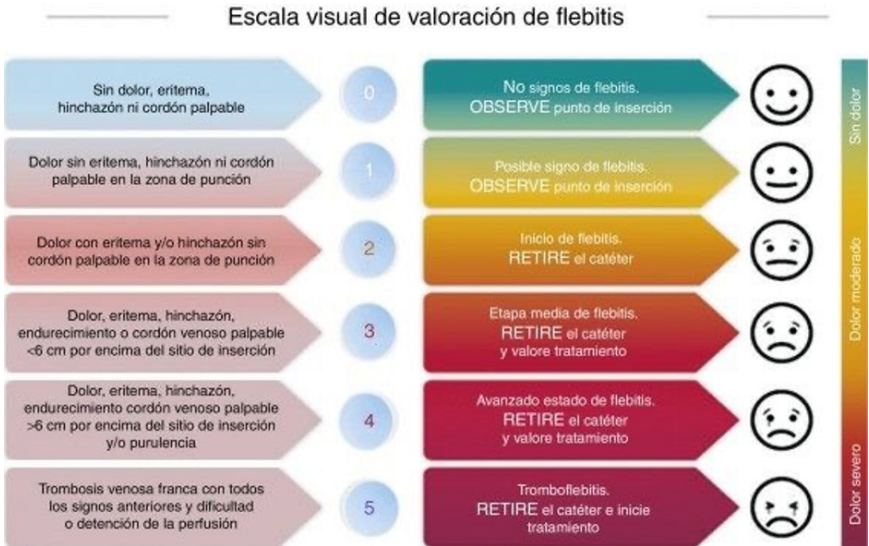 Escala visual de valoración de flebitis
Sin dolor, eritema,
hinchazón ni cordón palpable
0
No signos de flebitis.
OBSERVE punto de inserción
Dolor sin eritema, hinchazón ni cordón
palpable en la zona de punción
1
Posible signo de flebitis.
OBSERVE punto de inserción
Dolor con eritema y/o hinchazón sin
cordón palpable en la zona de punción
2
Inicio de flebitis.
RETIRE el catéter
Dolor, eritema, hinchazón,
endurecimiento o cordón venoso palpable
<6 cm por encima del sitio de inserción
3
Etapa media de flebitis.
RETIRE el catéter
y valore tratamiento
Dolor, eritema, hinchazón,
endurecimiento cordón venoso palpable
>6 cm por encima del sitio de inserción
y/o purulencia
4
Avanzado estado de flebitis.
RETIRE el catéter
y valore tratamiento
Trombosis venosa franca con todos
los signos anteriores y dificultad
o detención de la perfusión
5
Tromboflebitis.
RETIRE el catéter e inicie
tratamiento
Sin dolor
Dolor moderado
Dolor severo